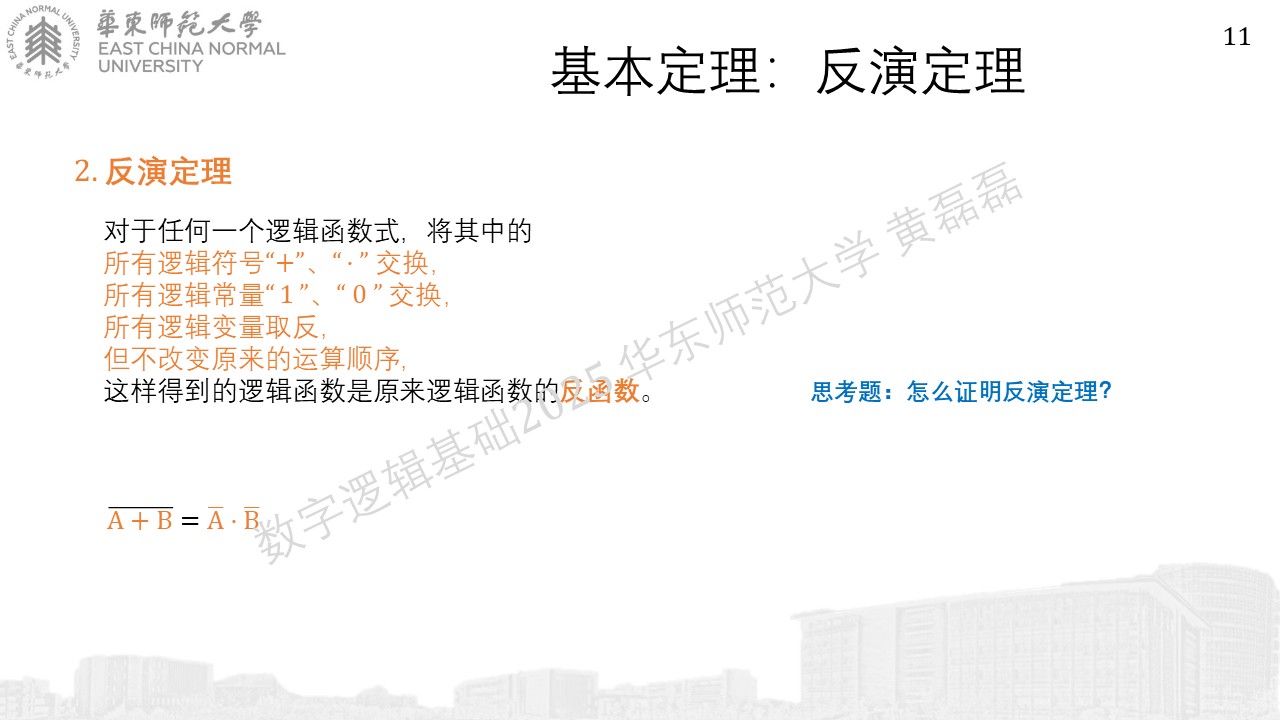 華東師範大學
EAST CHINA NORMAL
UNIVERSITY
EAST CHINA NORMAL UNIVERSITY
華東師範大學
11
基本定理：反演定理
2. 反演定理
对于任何一个逻辑函数式，将其中的
所有逻辑符号“+”、“ · ” 交换，
所有逻辑常量“ 1 ”、“ 0 ” 交换，
所有逻辑变量取反，
但不改变原来的运算顺序，
这样得到的逻辑函数是原来逻辑函数的反函数。
思考题：怎么证明反演定理?
A̅ ̅+̅ ̅B̅ = A̅ · B̅
数字逻辑基础2025 华东师范大学 黄磊磊